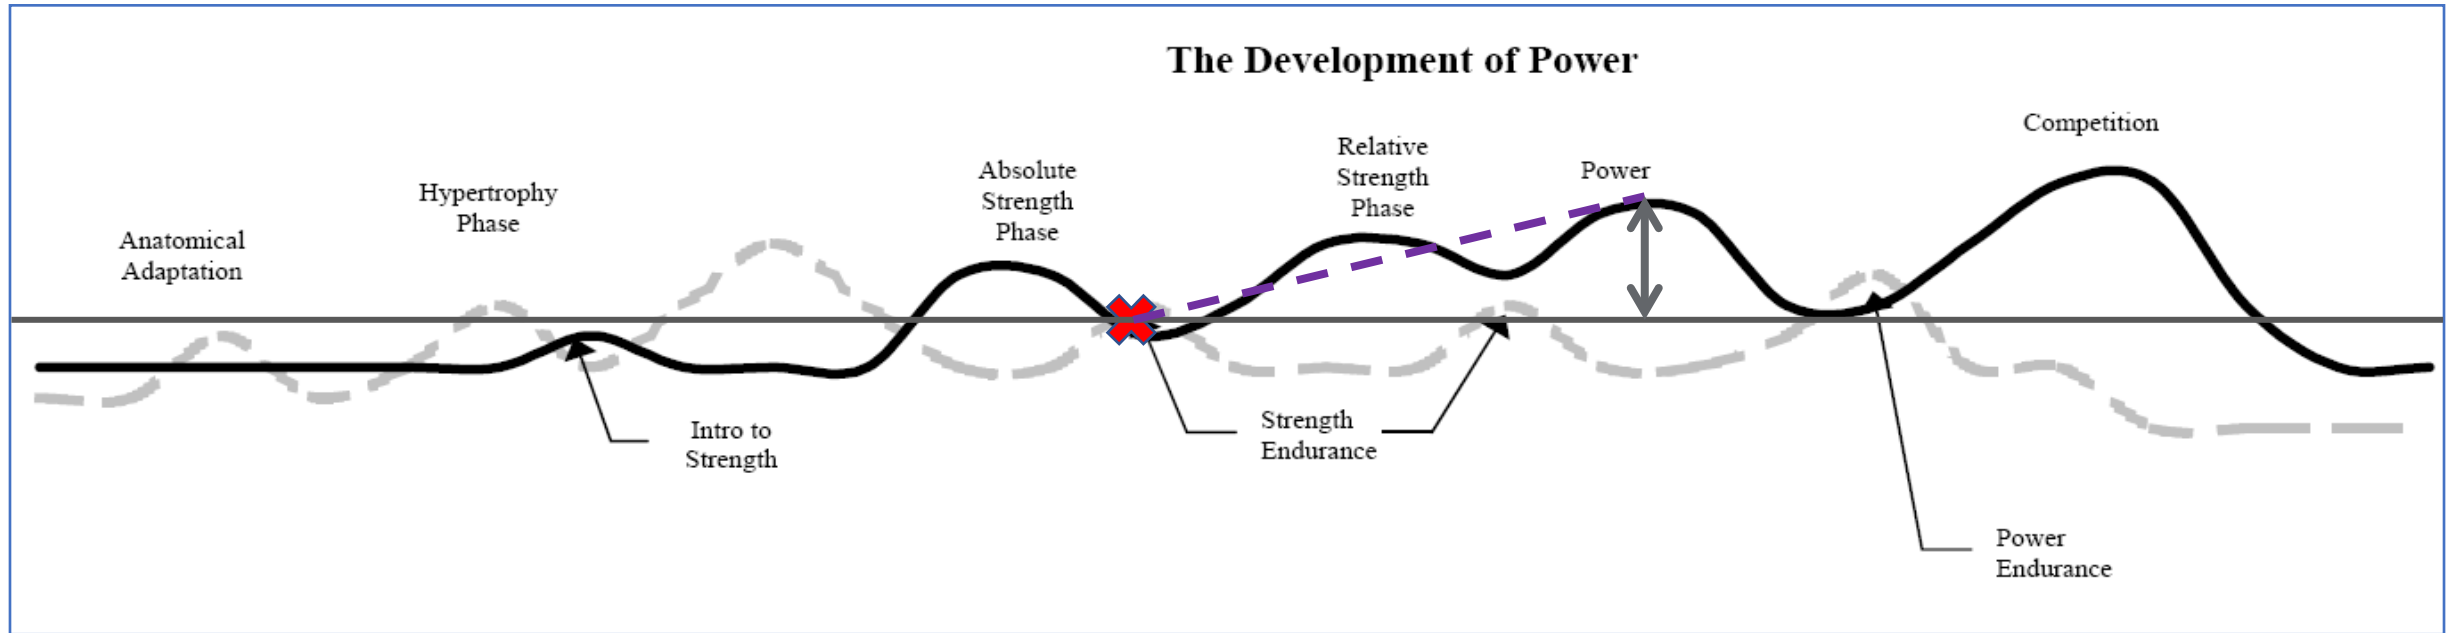 The Development of Power
Anatomical
Adaptation
Hypertrophy
Phase
Absolute
Strength
Phase
Relative
Strength
Phase
Power
Competition
Intro to
Strength
Strength
Endurance
Power
Endurance